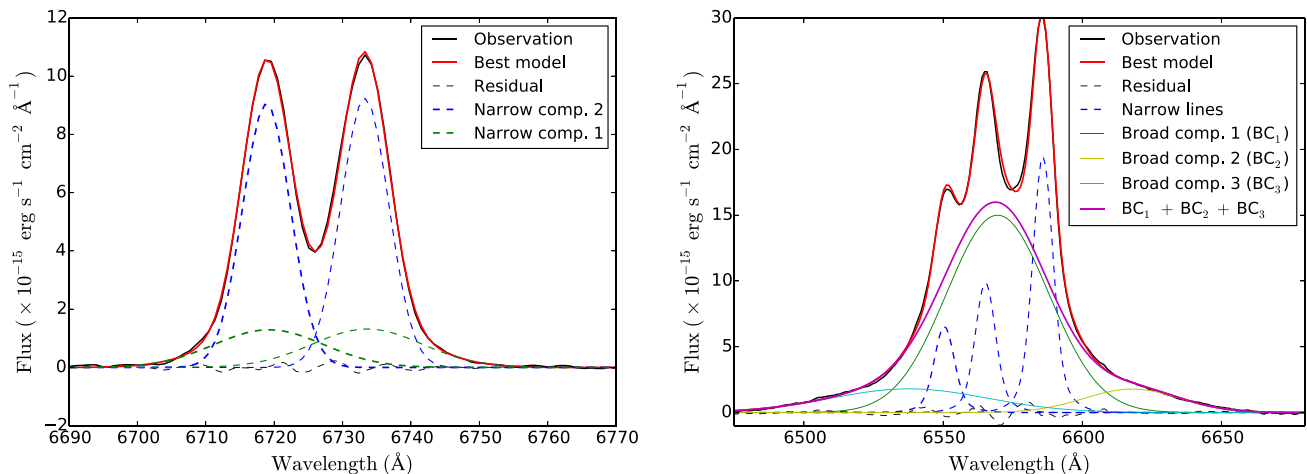 12
10
8
6
4
2
0
−2
6690 6700 6710 6720 6730 6740 6750 6760 6770
Wavelength (Å)
Flux ( × 10⁻¹⁵ erg s⁻¹ cm⁻² Å⁻¹)
Observation
Best model
Residual
Narrow comp. 2
Narrow comp. 1
30
25
20
15
10
5
0
6500 6550 6600 6650
Wavelength (Å)
Flux ( × 10⁻¹⁵ erg s⁻¹ cm⁻² Å⁻¹)
Observation
Best model
Residual
Narrow lines
Broad comp. 1 (BC₁)
Broad comp. 2 (BC₂)
Broad comp. 3 (BC₃)
BC₁ + BC₂ + BC₃